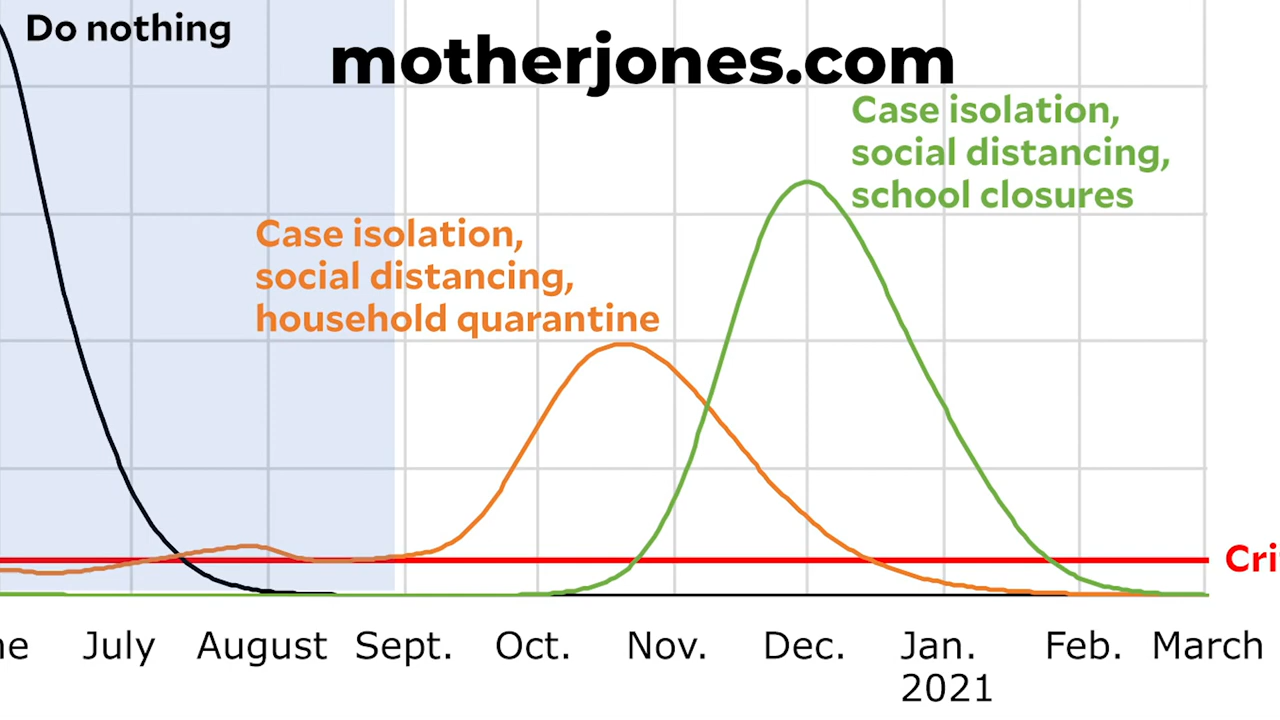 Do nothing
motherjones.com
Case isolation,
social distancing,
school closures
Case isolation,
social distancing,
household quarantine
July August Sept. Oct. Nov. Dec. Jan. Feb. March
2021